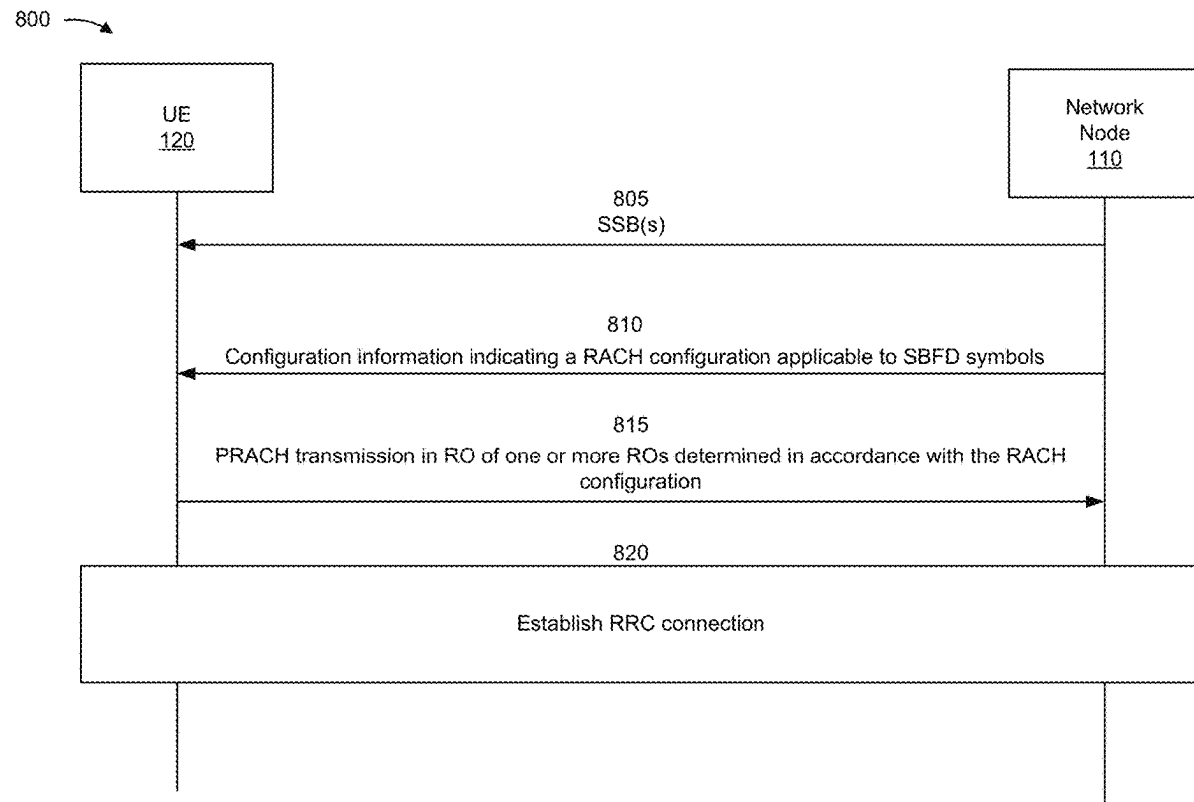 800
UE
120
Network
Node
110
805
SSB(s)
810
Configuration information indicating a RACH configuration applicable to SBFD symbols
815
PRACH transmission in RO of one or more ROs determined in accordance with the RACH
configuration
820
Establish RRC connection